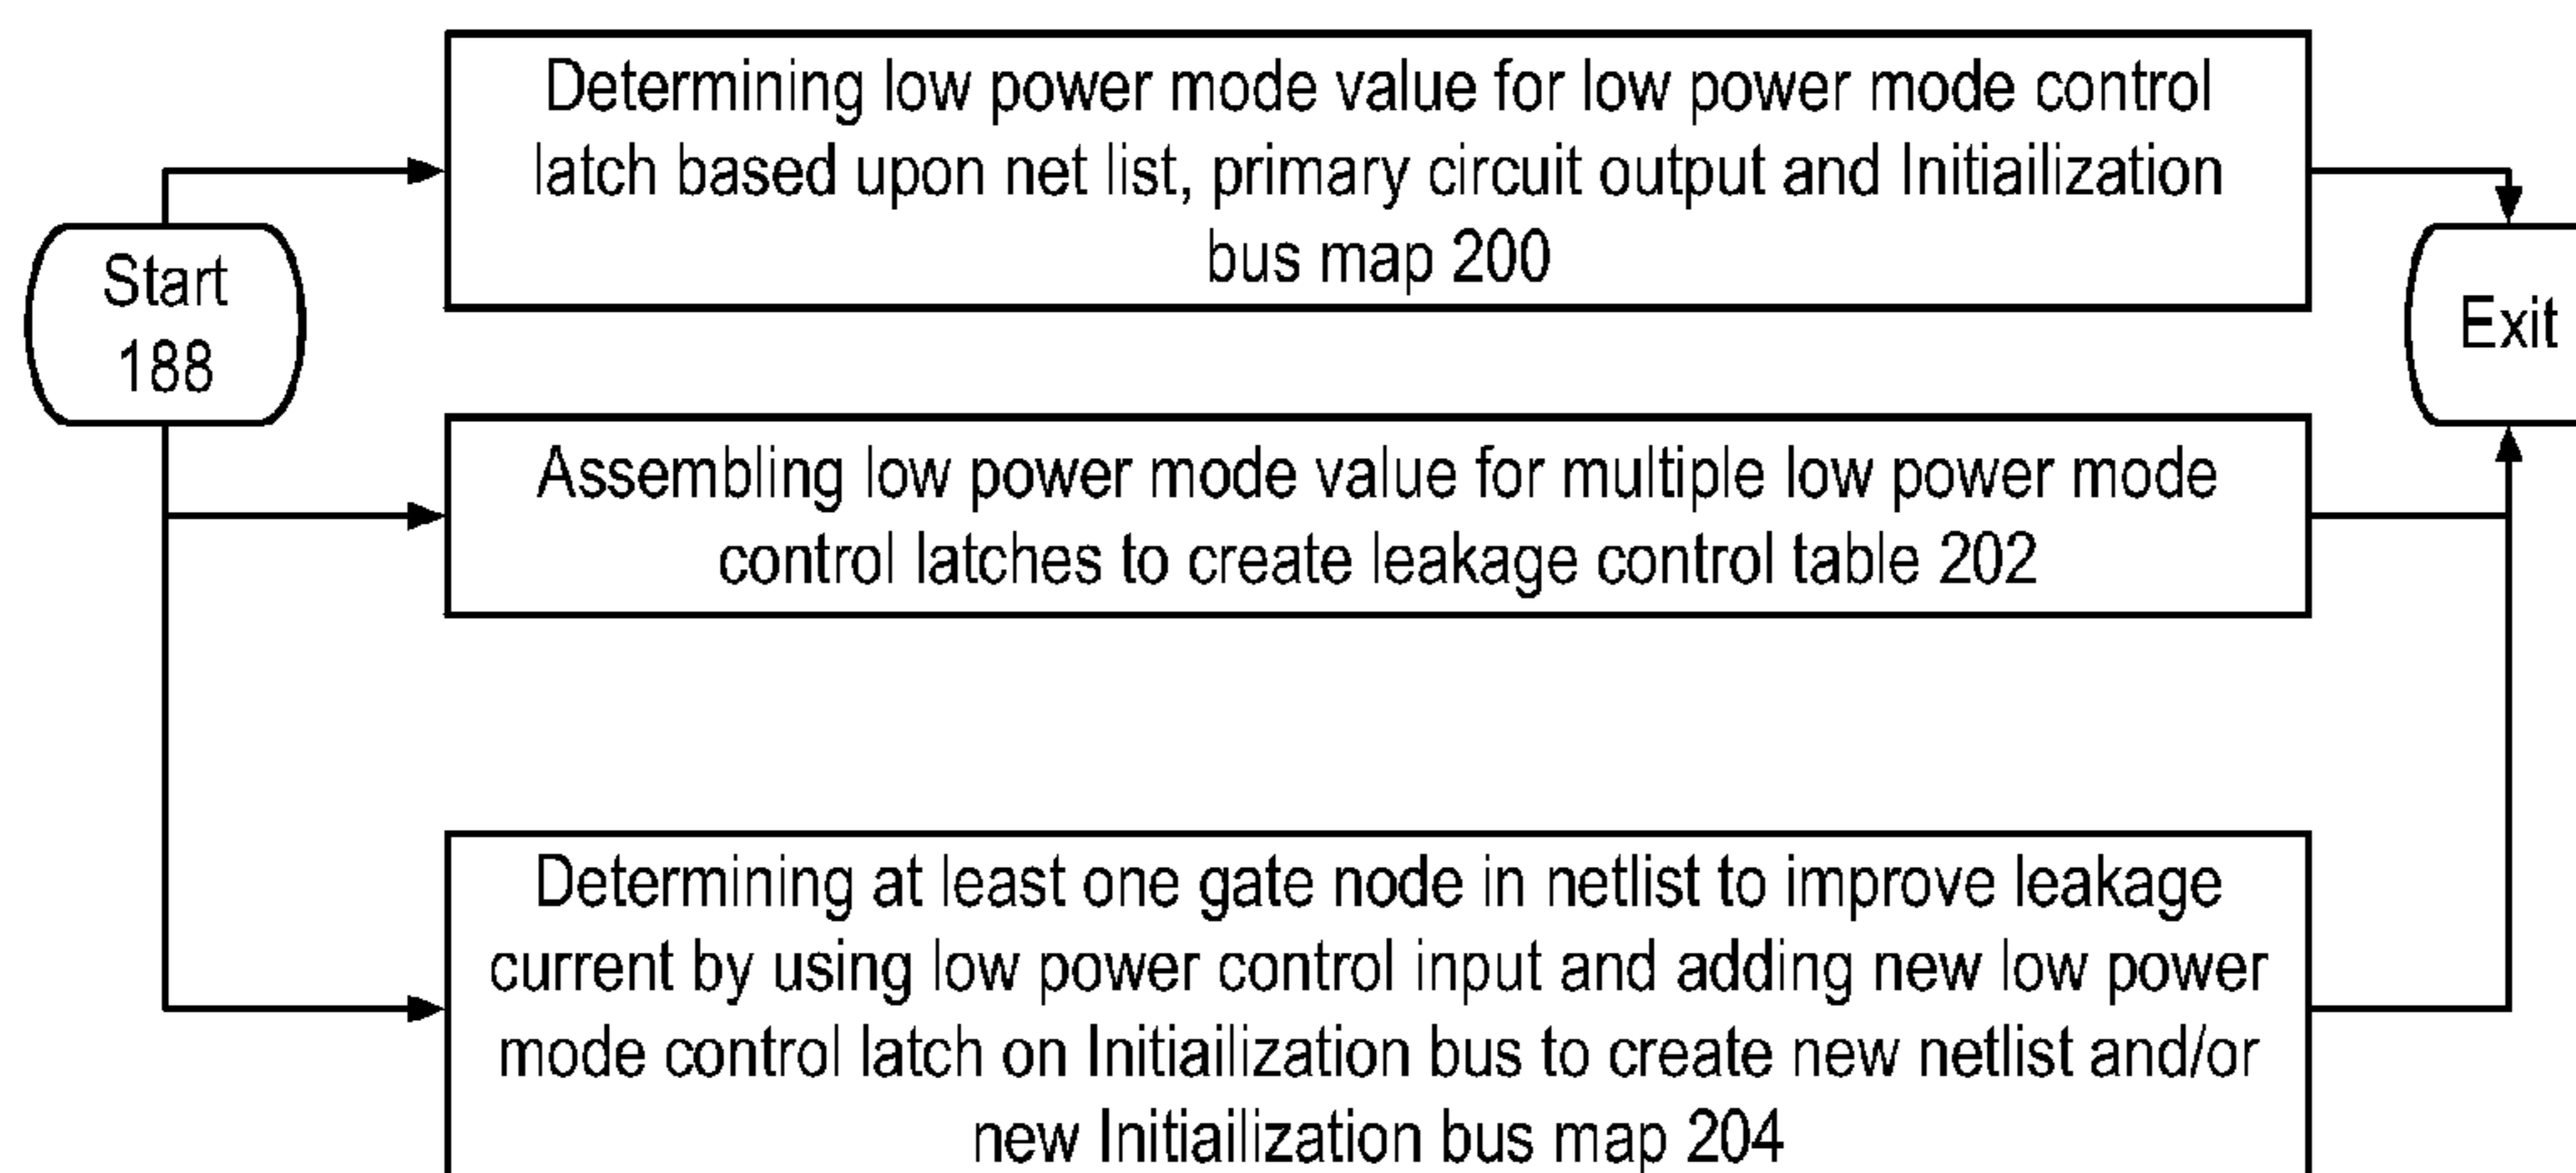 Determining low power mode value for low power mode control
latch based upon net list, primary circuit output and Initiailization
bus map 200
Start
188
Exit
Assembling low power mode value for multiple low power mode
control latches to create leakage control table 202
Determining at least one gate node in netlist to improve leakage
current by using low power control input and adding new low power
mode control latch on Initiailization bus to create new netlist and/or
new Initiailization bus map 204